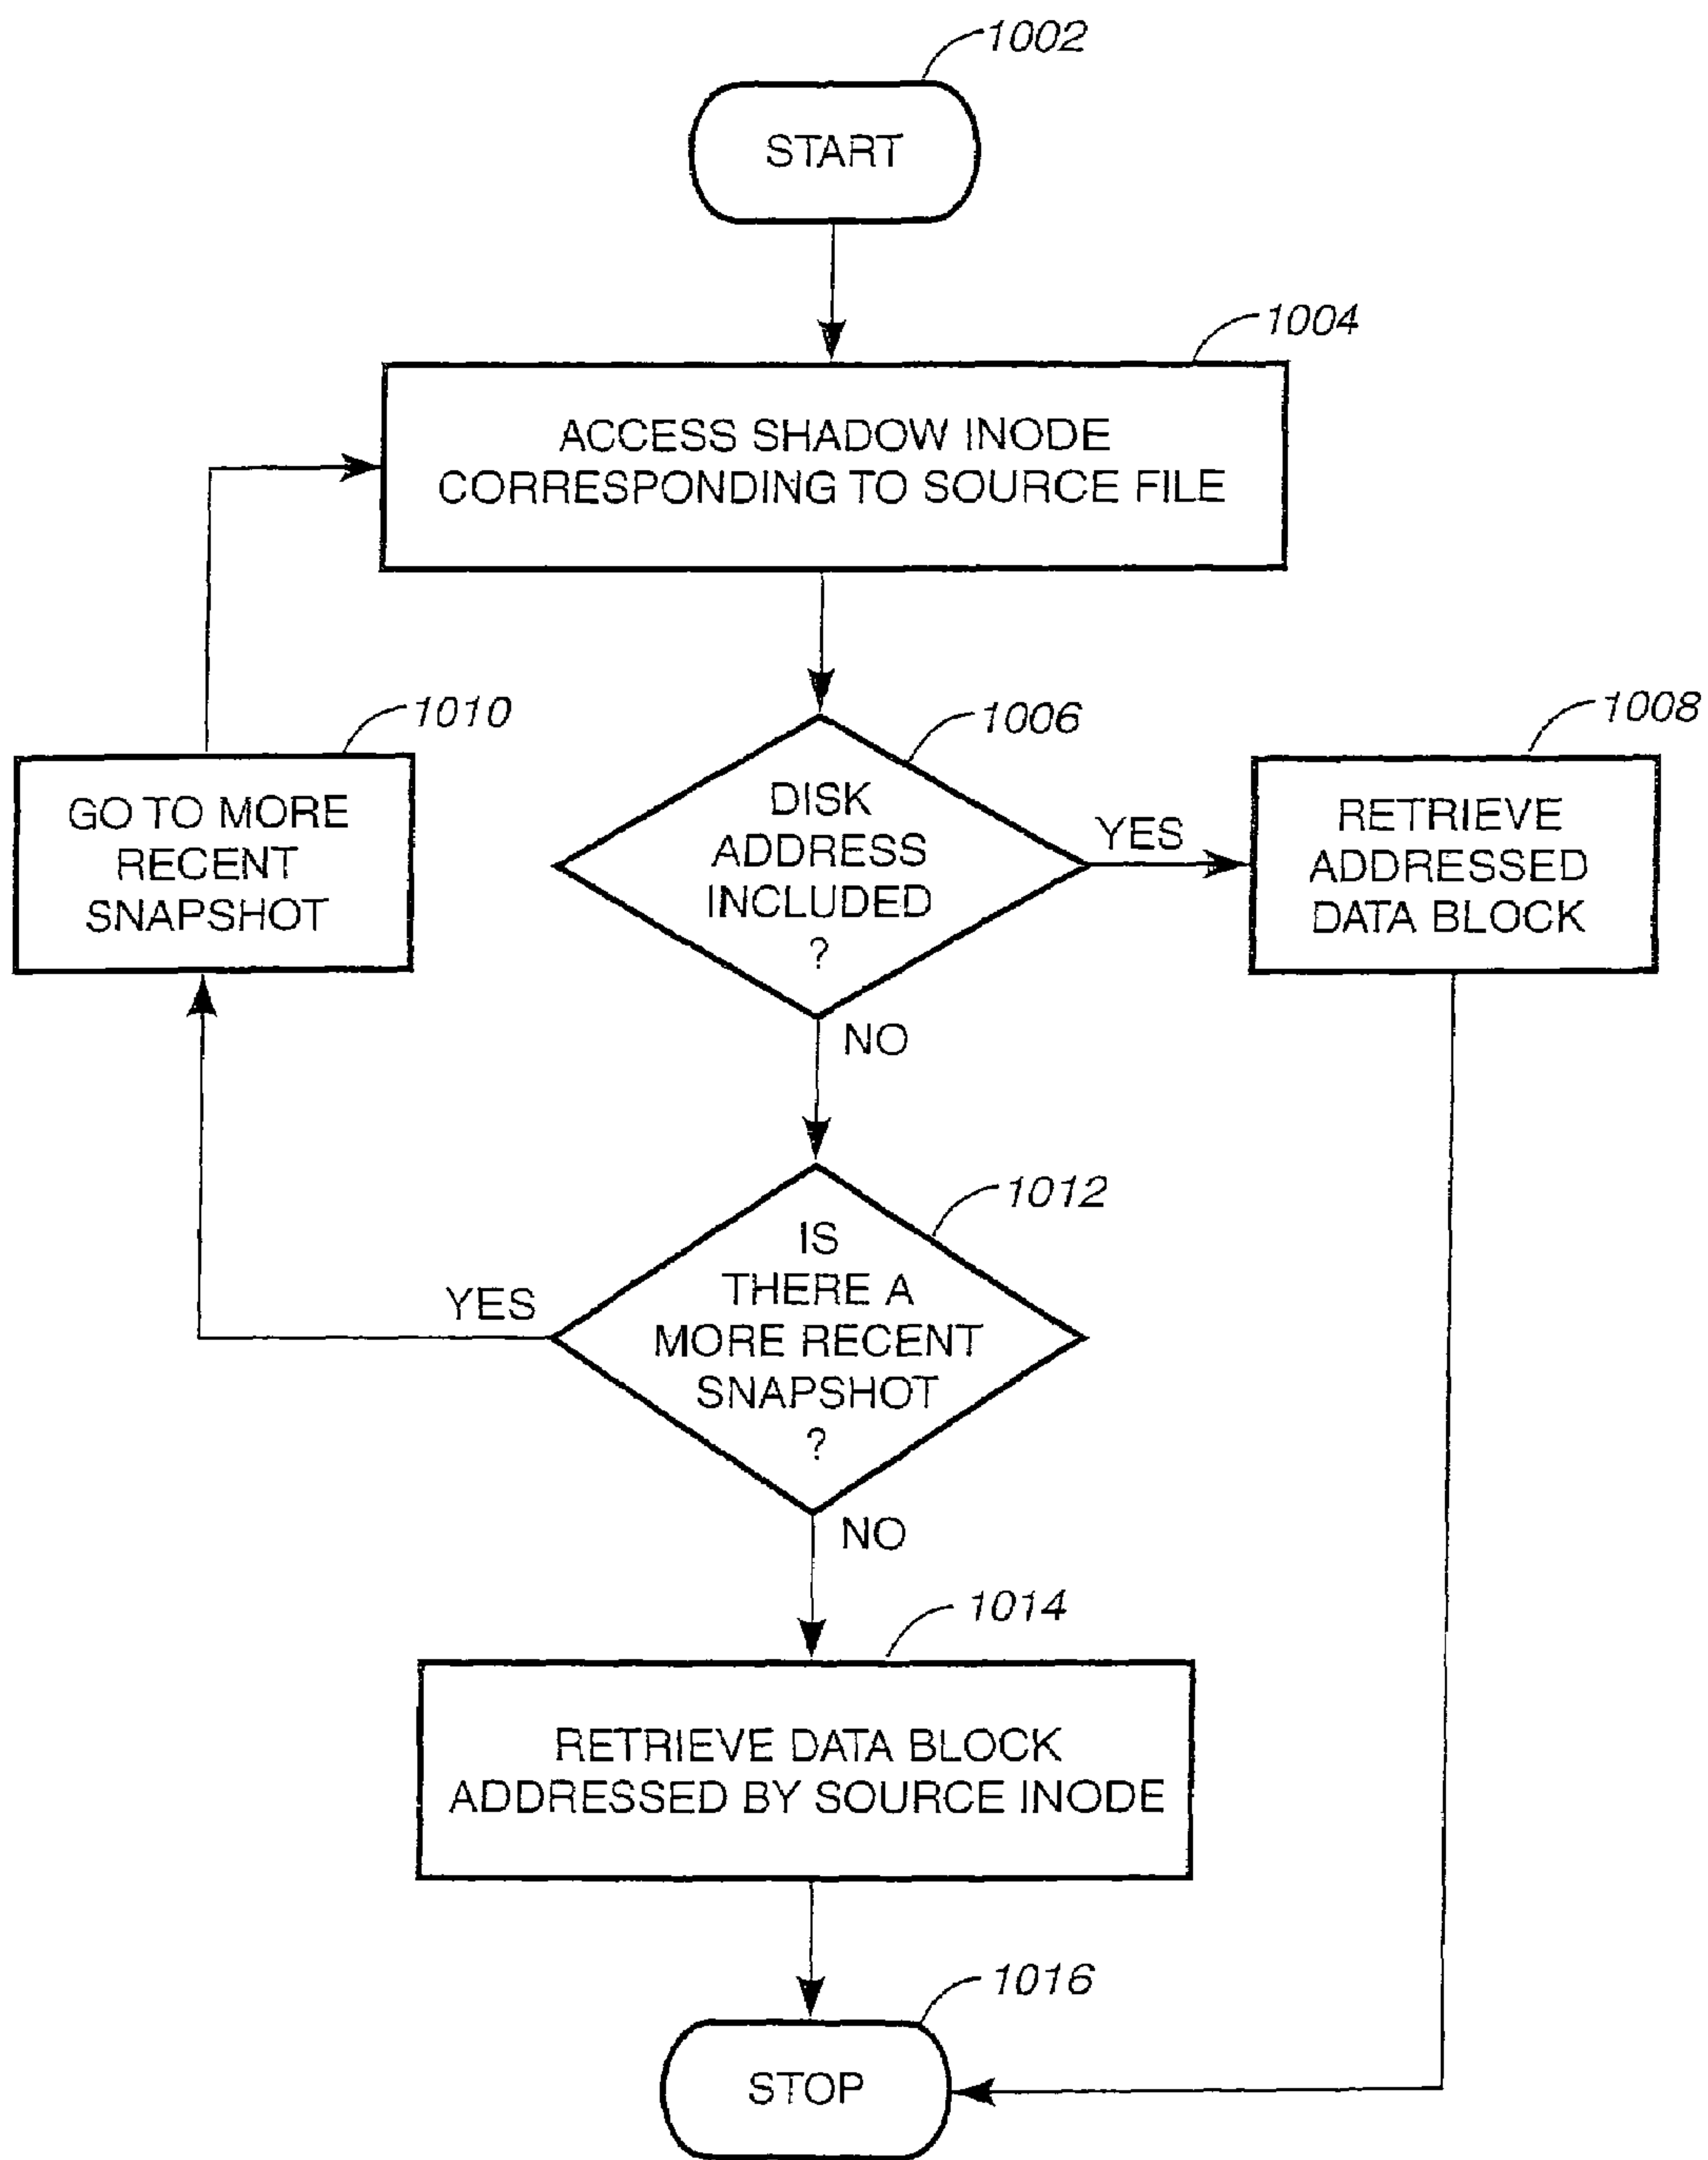 1002
START
1004
ACCESS SHADOW INODE
CORRESPONDING TO SOURCE FILE
1010
GO TO MORE
RECENT
SNAPSHOT
1006
DISK
ADDRESS
INCLUDED
?
YES
1008
RETRIEVE
ADDRESSED
DATA BLOCK
NO
1012
IS
THERE A
MORE RECENT
SNAPSHOT
?
YES
NO
1014
RETRIEVE DATA BLOCK
ADDRESSED BY SOURCE INODE
1016
STOP